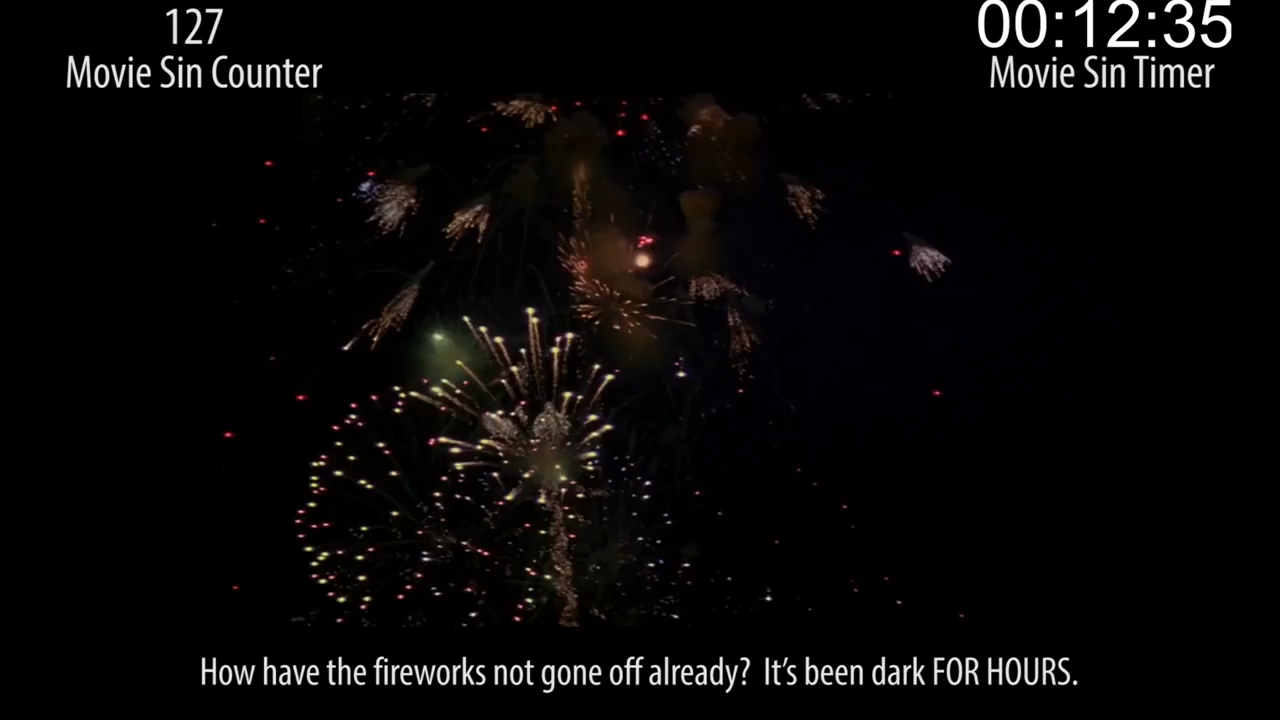 127
Movie Sin Counter
00:12:35
Movie Sin Timer
How have the fireworks not gone off already? It's been dark FOR HOURS.